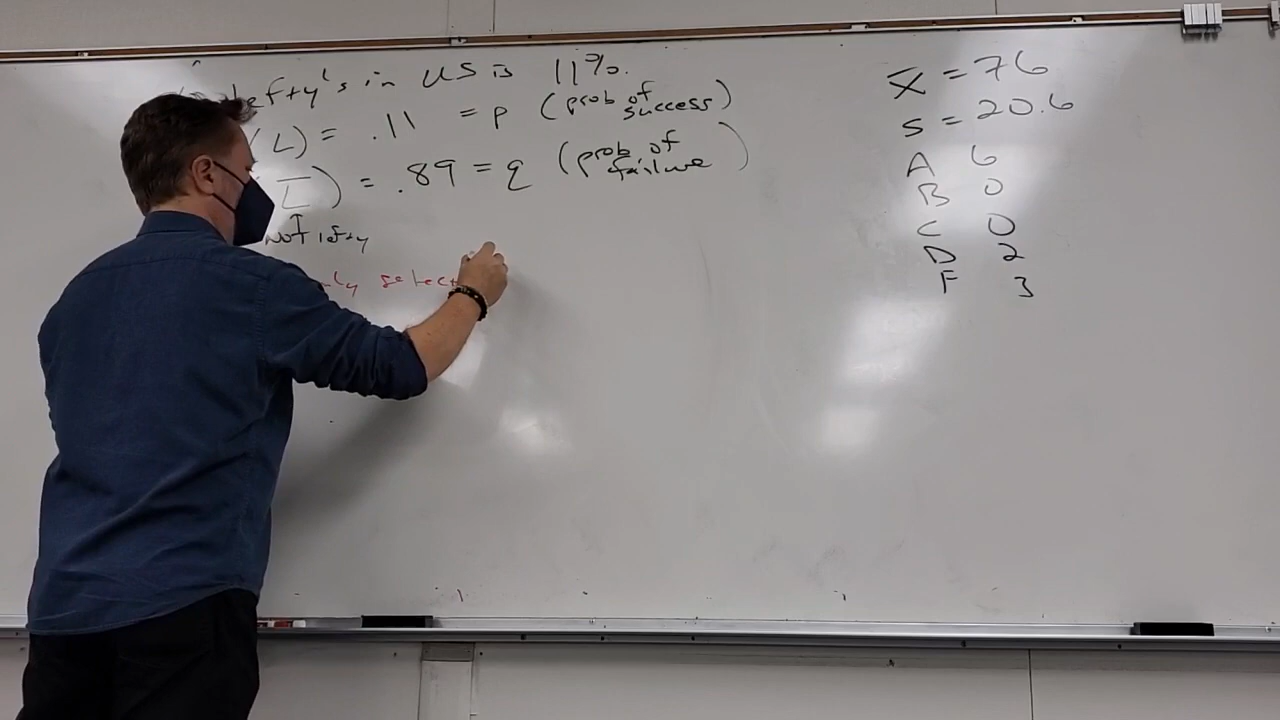 lefty's in US is 11%.
L) = .11 = p (prob of success)
L̅) = .89 = q (prob of failure)
not lefty
ly select
x̅ = 76
s = 20.6
A 6
B 0
C 0
D 2
F 3